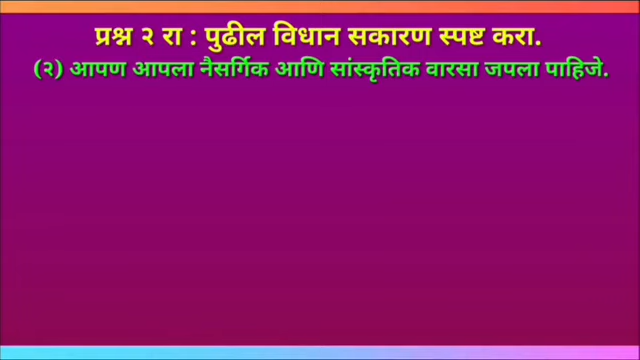 प्रश्न २ रा : पुढील विधान सकारण स्पष्ट करा.
(२) आपण आपला नैसर्गिक आणि सांस्कृतिक वारसा जपला पाहिजे.